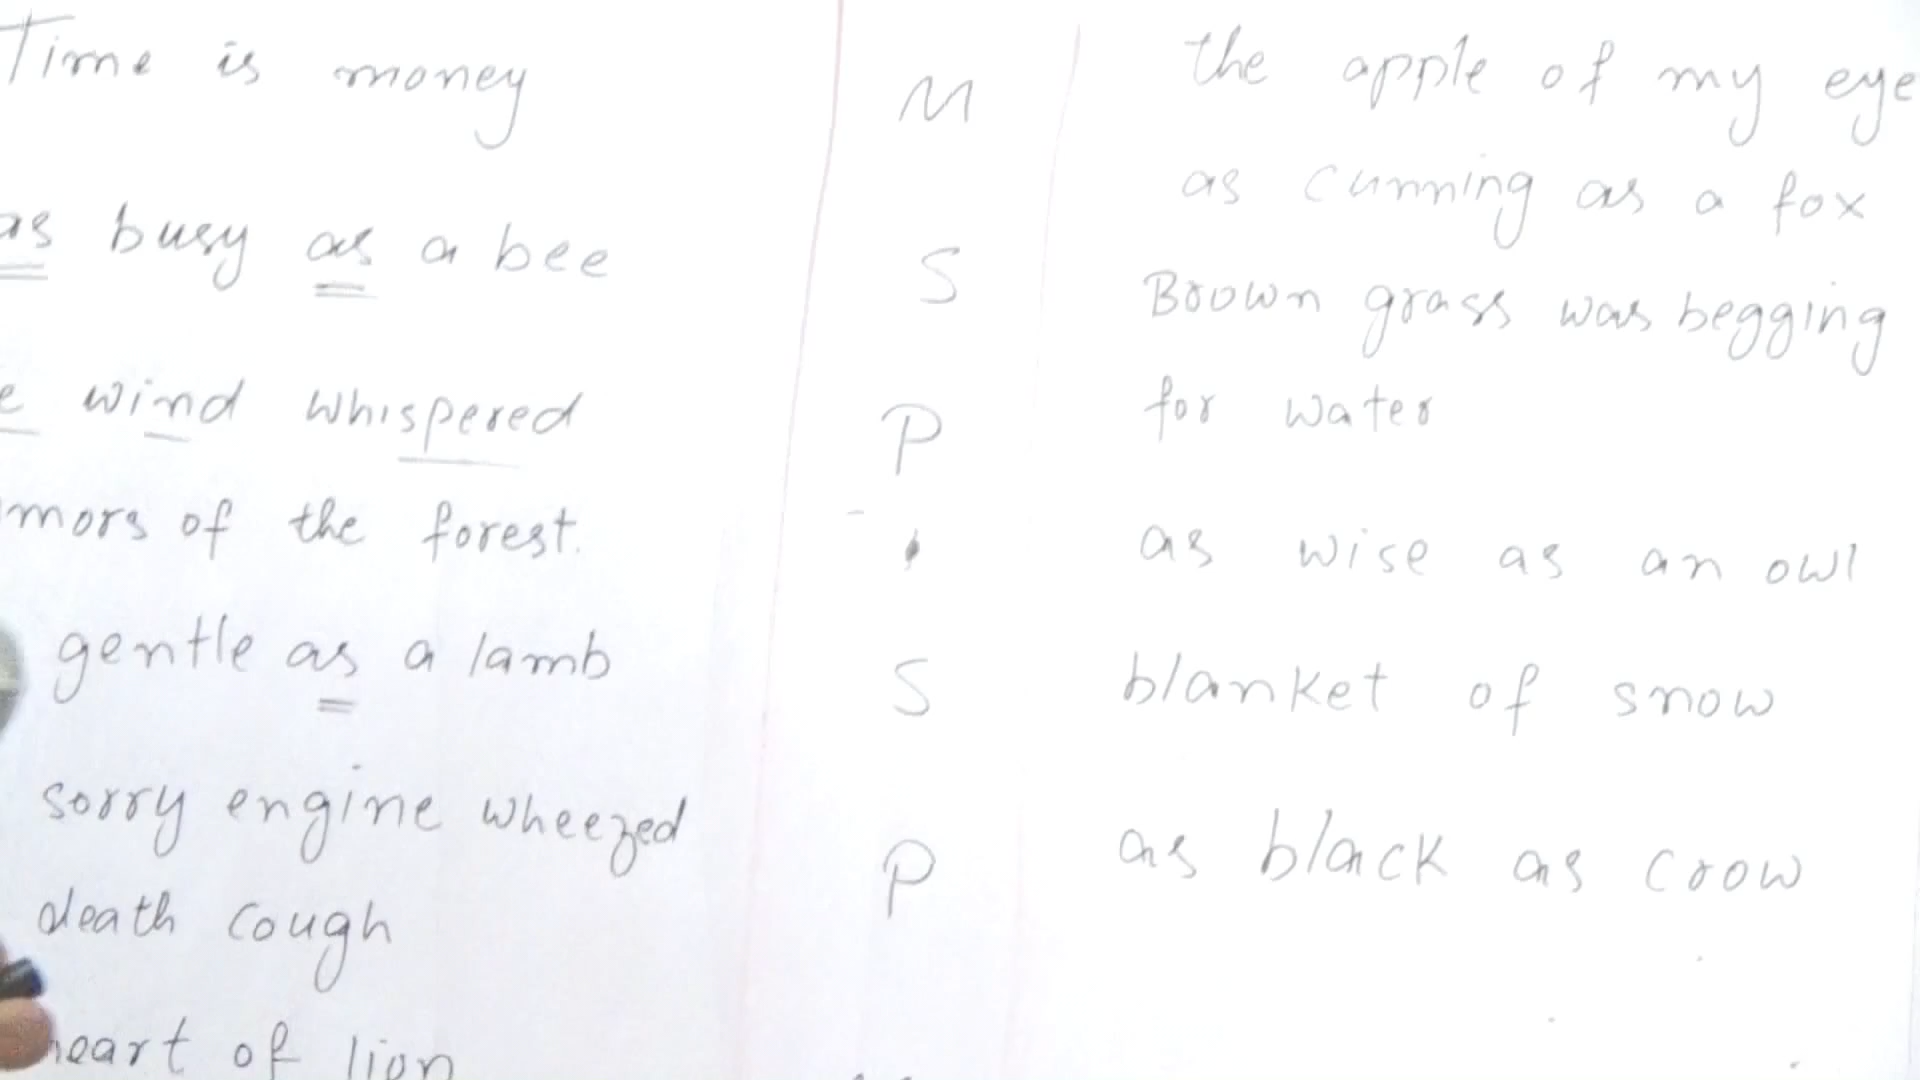 Time is money
M
the apple of my eye
as busy as a bee
S
as cunning as a fox
Brown grass was begging
for water
wind whispered
P
of the forest.
as wise as an owl
gentle as a lamb
S
blanket of snow
sorry engine wheezed
P
as black as crow
death cough
heart of lion